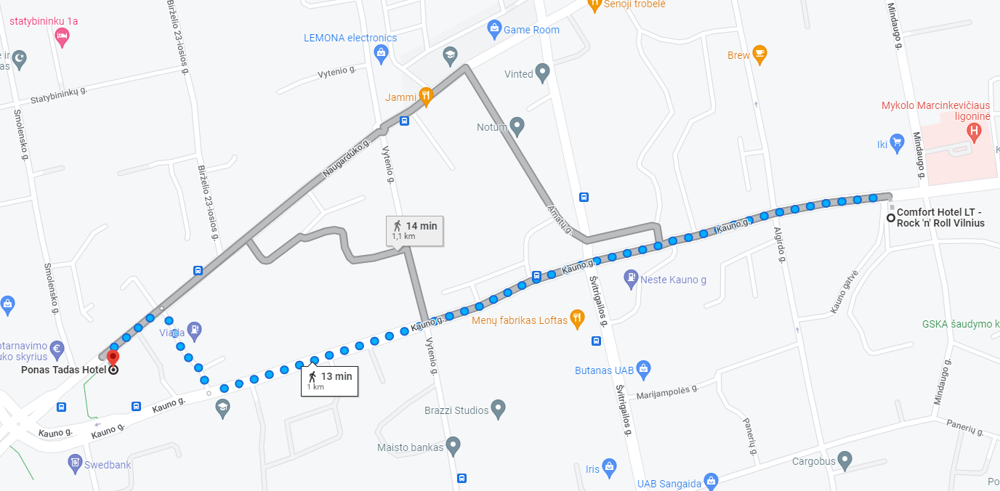 Senoji trobelė
statybininku 1a
Birželio 23-iosios g.
Mindaugo g.
LEMONA electronics
Game Room
Brew
Vytenio g.
Vinted
Statybininkų g.
Jammi
Mykolo Marcinkevičiaus
ligoninė
Smolensko g.
Notum
Iki
Naugarduko g.
Vytenio g.
Mindaugo g.
Birželio 23-iosios g.
14 min
1,1 km
Amatų g.
Kauno g.
Comfort Hotel LT -
Rock 'n' Roll Vilnius
Algirdo g.
Smolensko g.
Kauno g.
Neste Kauno g
Švitrigailos g.
Kauno gatvė
Menų fabrikas Loftas
Kauno g.
GSKA šaudymo k
Viada
ptarnavimo
uko skyrius
Vytenio g.
Ponas Tadas Hotel
13 min
1 km
Butanas UAB
Mindaugo g.
Marijampolės g.
Švitrigailos g.
Kauno g.
Brazzi Studios
Kauno g.
Kauno g.
Panerių g.
Panerių g.
Maisto bankas
Swedbank
Cargobus
Iris
UAB Sangaida
Po